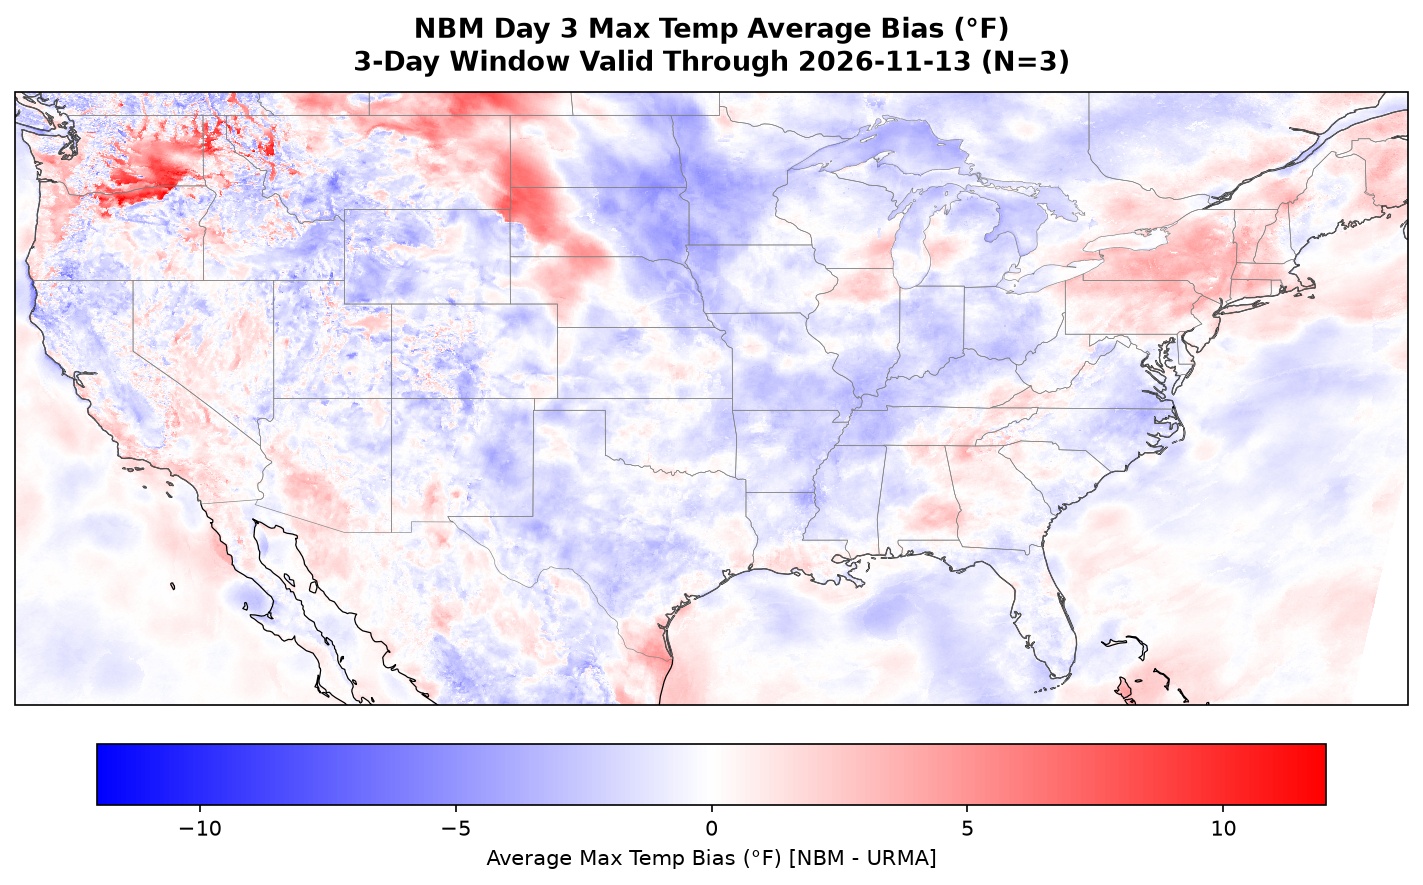 NBM Day 3 Max Temp Average Bias (°F)
3-Day Window Valid Through 2026-11-13 (N=3)
−10 −5 0 5 10
Average Max Temp Bias (°F) [NBM - URMA]